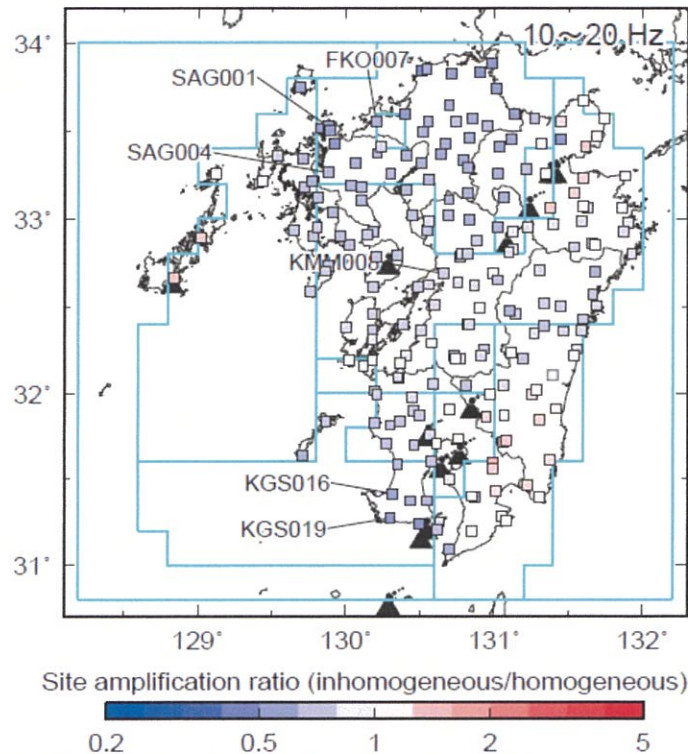 34°
10~20 Hz
FKO007
SAG001
SAG004
33°
KMM008
32°
KGS016
KGS019
31°
129° 130° 131° 132°
Site amplification ratio (inhomogeneous/homogeneous)
0.2 0.5 1 2 5